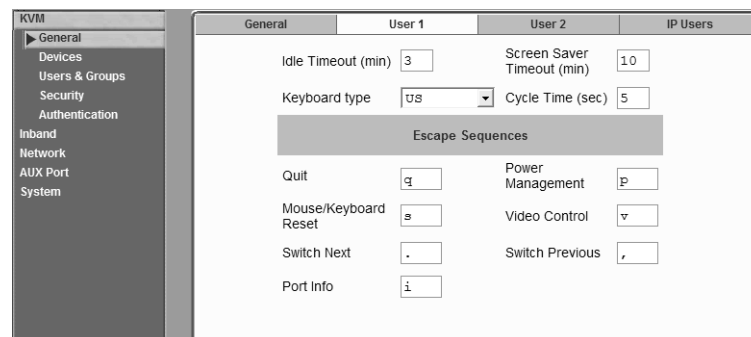 KVM
General
Devices
Users & Groups
Security
Authentication
Inband
Network
AUX Port
System
General User 1 User 2 IP Users
Idle Timeout (min) 3 Screen Saver Timeout (min) 10
Keyboard type US Cycle Time (sec) 5
Escape Sequences
Quit q Power Management p
Mouse/Keyboard Reset s Video Control v
Switch Next . Switch Previous ,
Port Info i